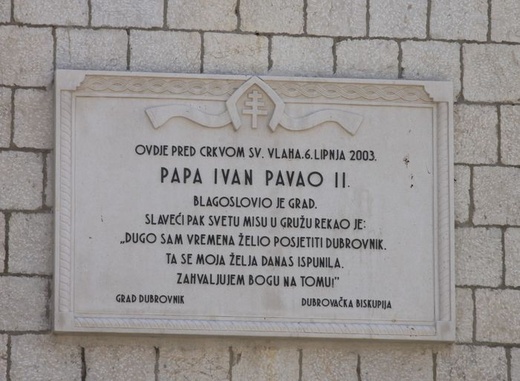 OVDJE PRED CRKVOM SV. VLAHA.6.LIPNJA 2003.
PAPA IVAN PAVAO II.
BLAGOSLOVIO JE GRAD.
SLAVEĆI PAK SVETU MISU U GRUŽU REKAO JE:
„DUGO SAM VREMENA ŽELIO POSJETITI DUBROVNIK.
TA SE MOJA ŽELJA DANAS ISPUNILA.
ZAHVALJUJEM BOGU NA TOMU!"
GRAD DUBROVNIK DUBROVAČKA BISKUPIJA